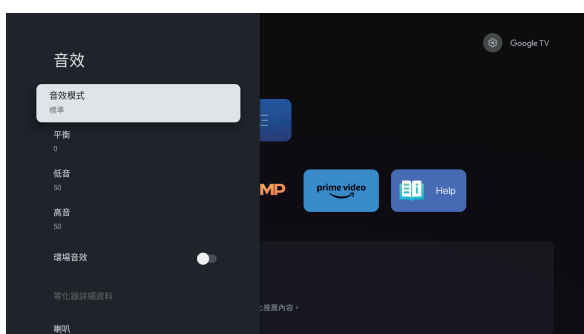 音效
Google TV
音效模式
標準
平衡
0
低音
50
MP
prime video
Help
高音
50
環場音效
等化器詳細資料
推薦內容。
喇叭